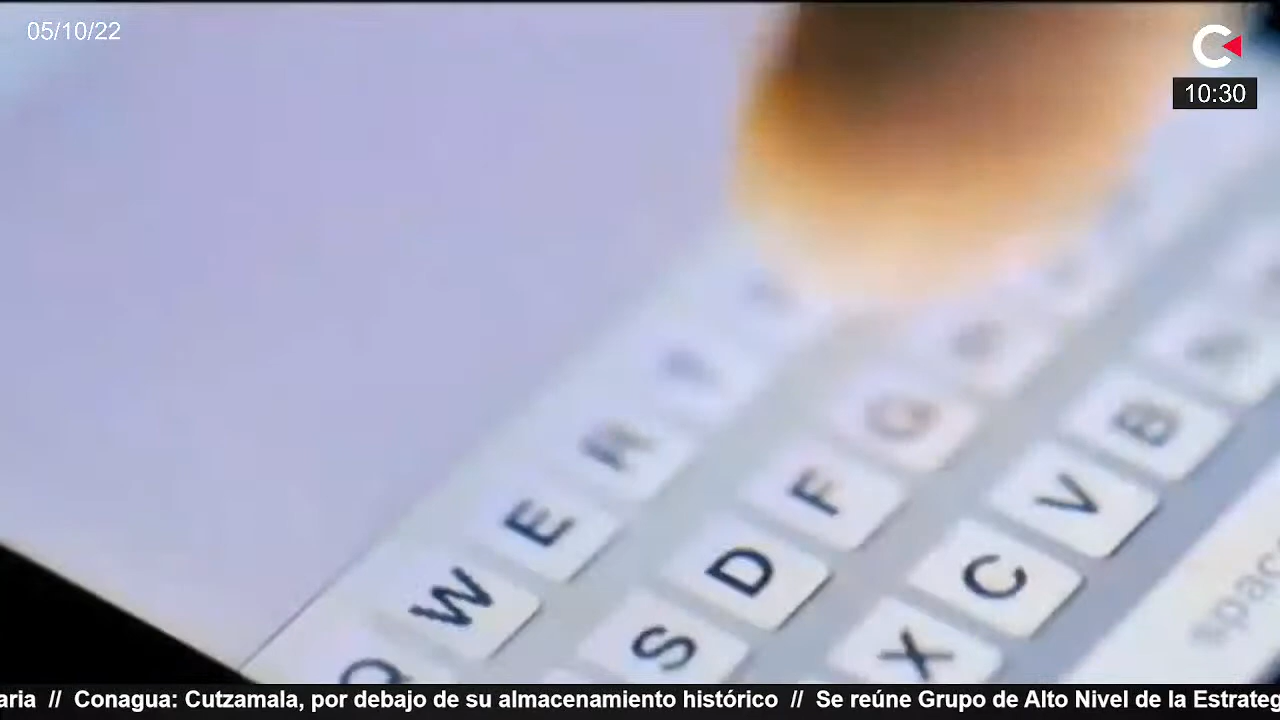 05/10/22
10:30
W E R
S D F G
X C V B
space
aria // Conagua: Cutzamala, por debajo de su almacenamiento histórico // Se reúne Grupo de Alto Nivel de la Estrateg